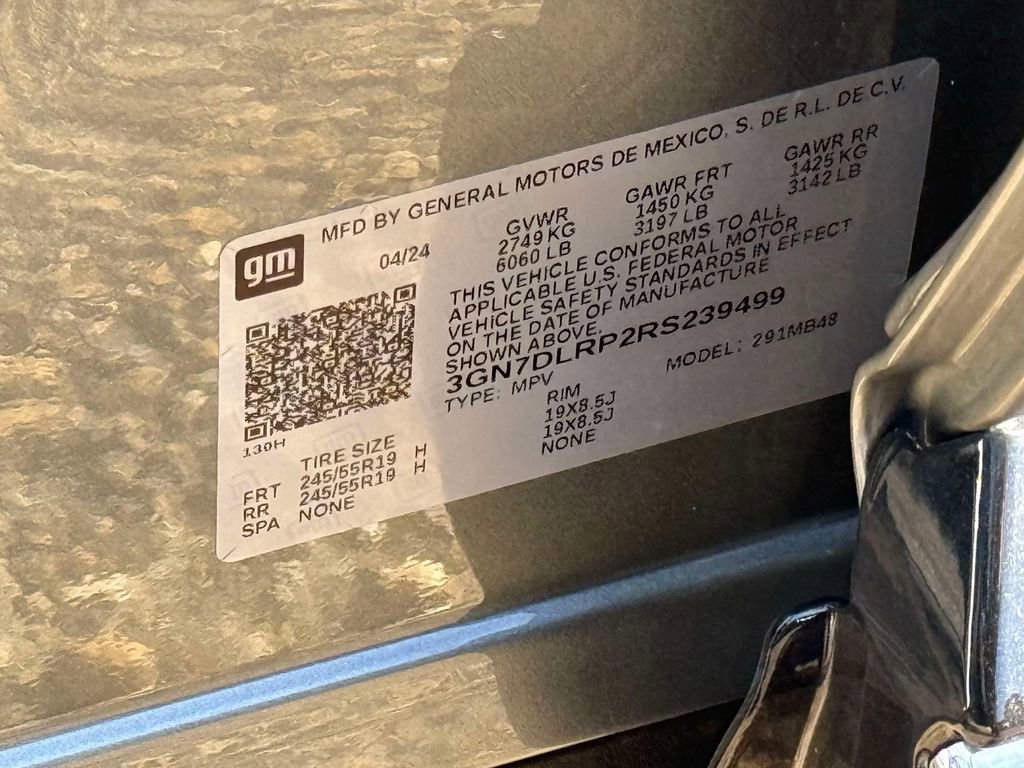 MFD BY GENERAL MOTORS DE MEXICO. S. DE R.L. DE C.V.
gm
04/24 GVWR GAWR FRT GAWR RR
2749 KG 1450 KG 1425 KG
6060 LB 3197 LB 3142 LB
THIS VEHICLE CONFORMS TO ALL
APPLICABLE U.S. FEDERAL MOTOR
VEHICLE SAFETY STANDARDS IN EFFECT
ON THE DATE OF MANUFACTURE
SHOWN ABOVE.
3GN7DLRP2RS239499
TYPE: MPV MODEL: 291MB48
139H
TIRE SIZE RIM
FRT 245/55R19 H 19X8.5J
RR 245/55R19 H 19X8.5J
SPA NONE NONE